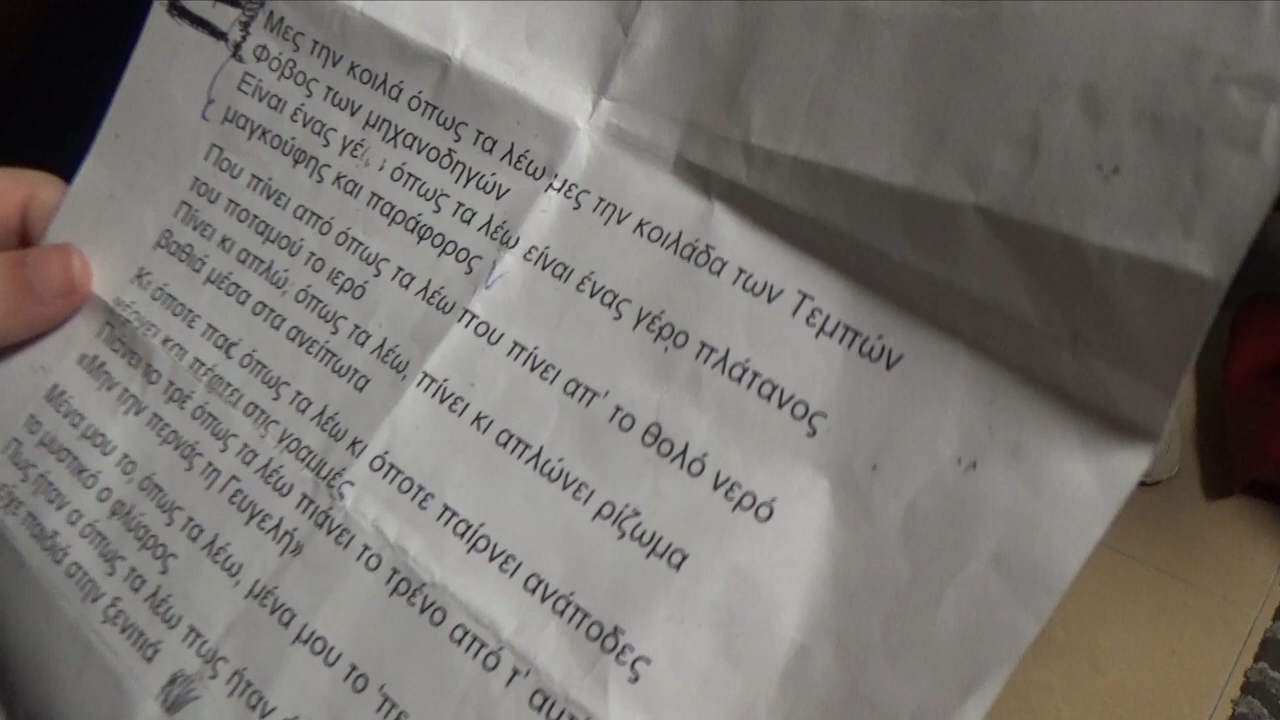 Μες την κοιλά όπως τα λέω μες την κοιλάδα των Τεμπών
Φόβος των μηχανοδηγών
Είναι ένας όπως τα λέω είναι ένας γέρο πλάτανος
μαγκούφης και παράφορος
Που πίνει από όπως τα λέω που πίνει απ' το θολό νερό
του ποταμού το ιερό
Πίνει κι απλώ, όπως τα λέω, πίνει κι απλώνει ρίζωμα
βαθιά μέσα στα ανείπωτα
Κι όποτε παί, όπως τα λέω κι όποτε παίρνει ανάποδες
και πέφτει στις γραμμές
Πιάνει το τρέ όπως τα λέω πιάνει το τρένο από τ'
«Μην την περνάς τη Γευγελή»
Μένα μου το, όπως τα λέω, μένα μου το
το μυστικό ο φλύαρος
Πως ήταν α όπως τα λέω πως ήταν
είχε παιδιά στην ξενιτιά